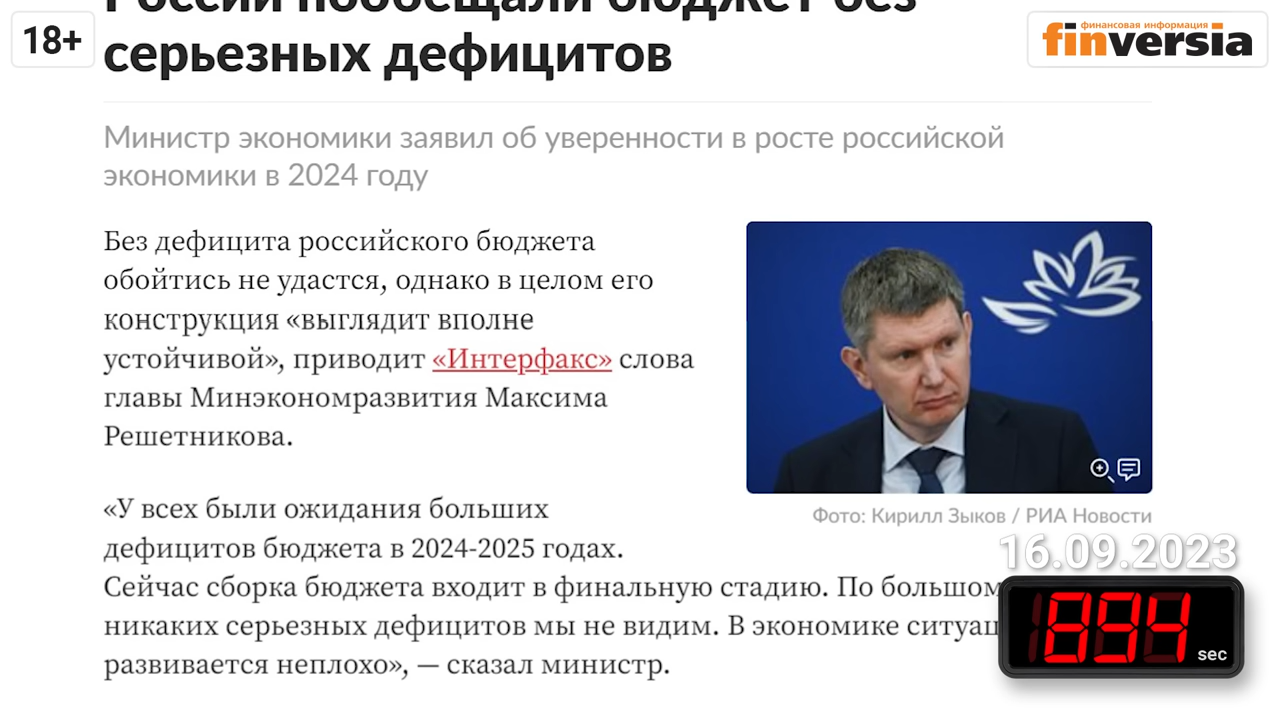 России пообещали бюджет без
серьезных дефицитов
18+
финансовая информация
finversia
Министр экономики заявил об уверенности в росте российской
экономики в 2024 году
Без дефицита российского бюджета
обойтись не удастся, однако в целом его
конструкция «выглядит вполне
устойчивой», приводит «Интерфакс» слова
главы Минэкономразвития Максима
Решетникова.
Фото: Кирилл Зыков / РИА Новости
«У всех были ожидания больших
дефицитов бюджета в 2024-2025 годах.
Сейчас сборка бюджета входит в финальную стадию. По большом
никаких серьезных дефицитов мы не видим. В экономике ситуац
развивается неплохо», — сказал министр.
16.09.2023
894 sec